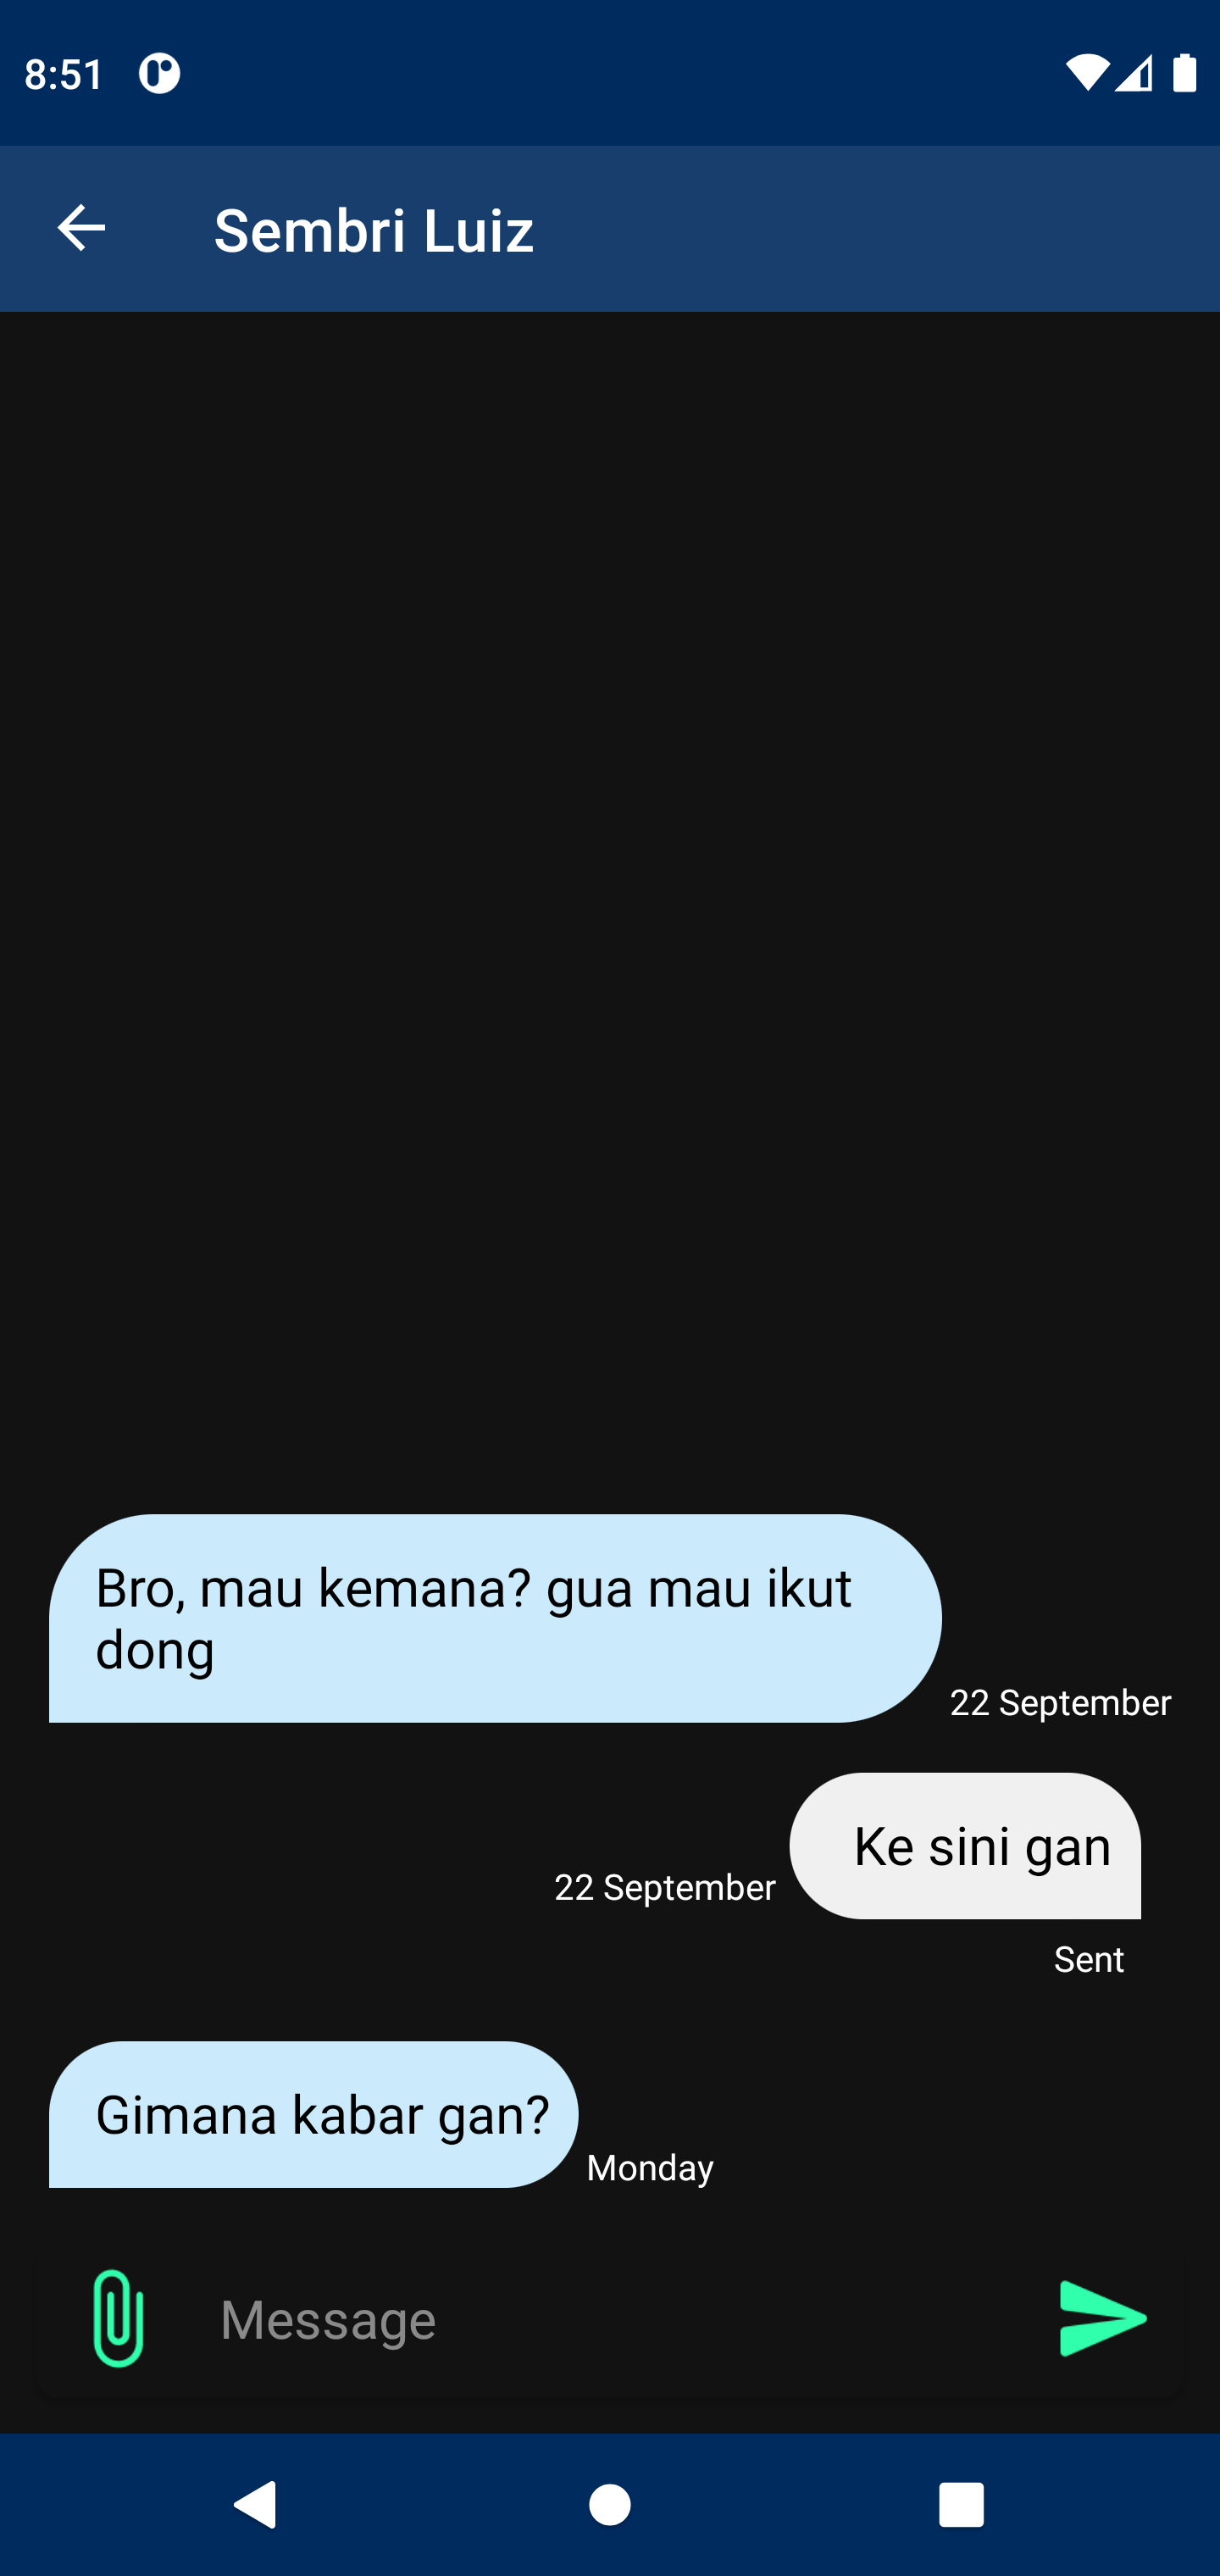 8:51
Sembri Luiz
Bro, mau kemana? gua mau ikut
dong
22 September
Ke sini gan
22 September
Sent
Gimana kabar gan?
Monday
Message